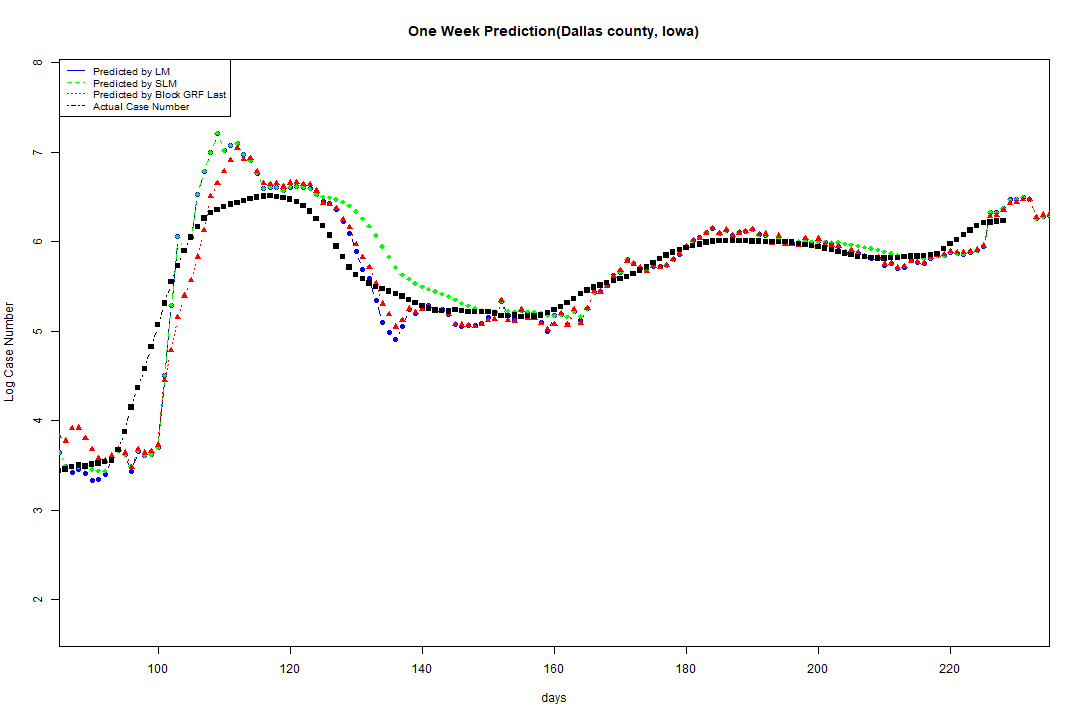 One Week Prediction(Dallas county, Iowa)
Predicted by LM
Predicted by SLM
Predicted by Block GRF Last
Actual Case Number
8
7
6
5
4
3
2
Log Case Number
100 120 140 160 180 200 220
days